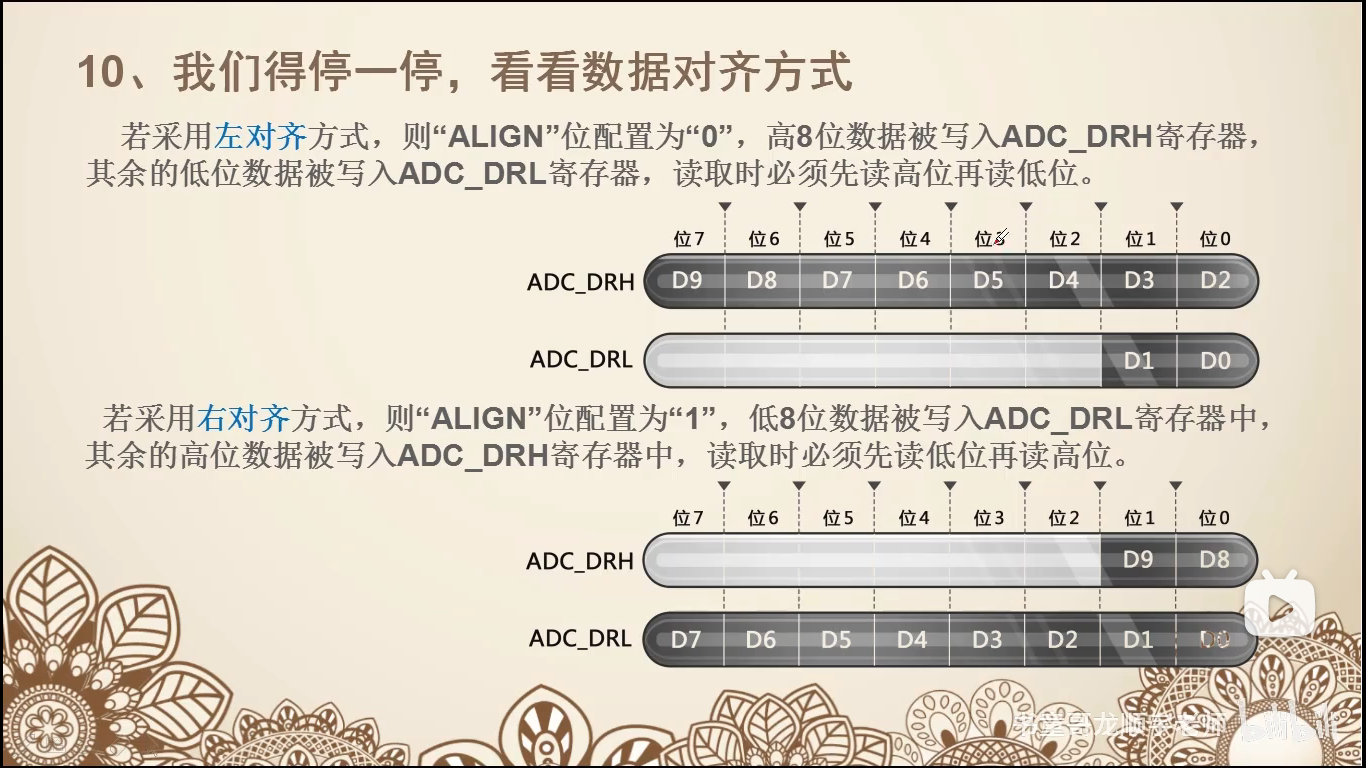 10、我们得停一停，看看数据对齐方式
若采用左对齐方式，则“ALIGN”位配置为“0”，高8位数据被写入ADC_DRH寄存器，
其余的低位数据被写入ADC_DRL寄存器，读取时必须先读高位再读低位。
位7 位6 位5 位4 位3 位2 位1 位0
ADC_DRH D9 D8 D7 D6 D5 D4 D3 D2
ADC_DRL D1 D0
若采用右对齐方式，则“ALIGN”位配置为“1”，低8位数据被写入ADC_DRL寄存器中，
其余的高位数据被写入ADC_DRH寄存器中，读取时必须先读低位再读高位。
位7 位6 位5 位4 位3 位2 位1 位0
ADC_DRH D9 D8
ADC_DRL D7 D6 D5 D4 D3 D2 D1 D0
bilibili